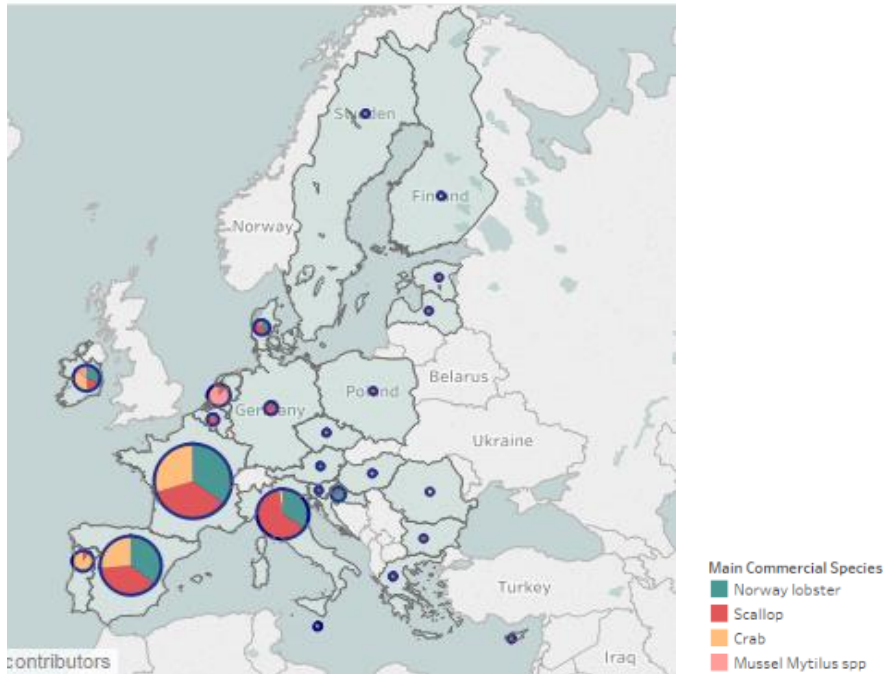 Sweden
Finland
Norway
Belarus
Poland
Germany
Ukraine
Main Commercial Species
Norway lobster
Turkey
Scallop
Crab
contributors
Iraq
Mussel Mytilus spp